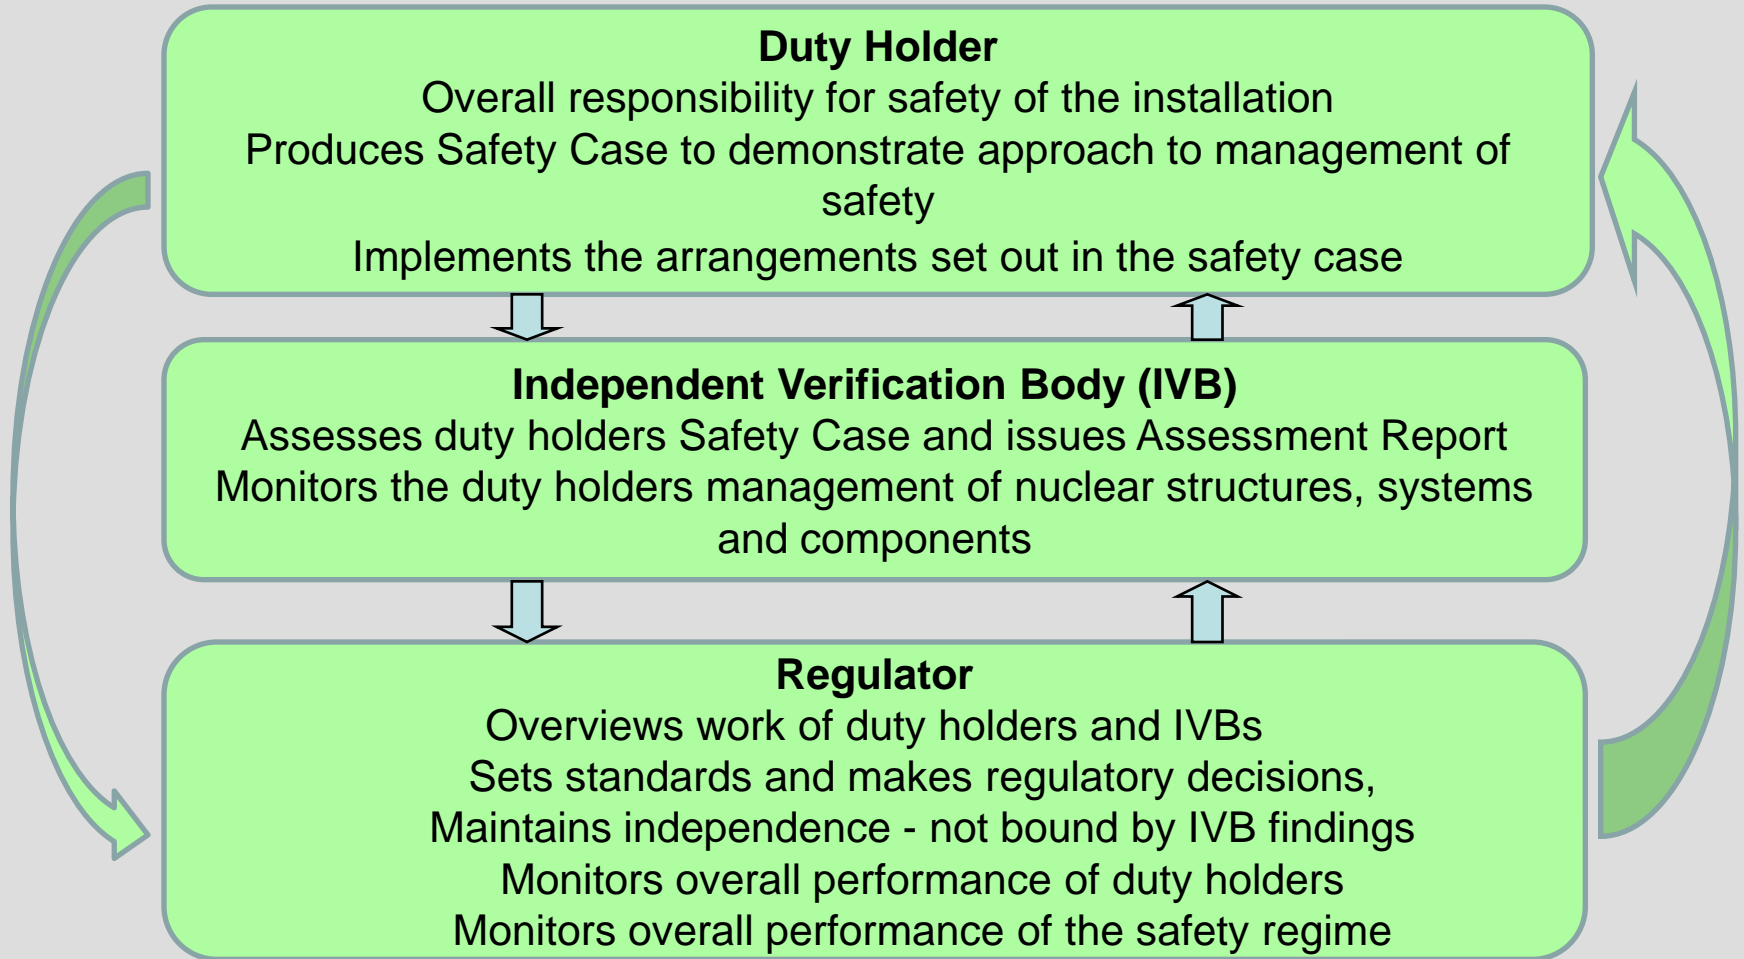 Duty Holder
Overall responsibility for safety of the installation
Produces Safety Case to demonstrate approach to management of
safety
Implements the arrangements set out in the safety case
Independent Verification Body (IVB)
Assesses duty holders Safety Case and issues Assessment Report
Monitors the duty holders management of nuclear structures, systems
and components
Regulator
Overviews work of duty holders and IVBs
Sets standards and makes regulatory decisions,
Maintains independence - not bound by IVB findings
Monitors overall performance of duty holders
Monitors overall performance of the safety regime